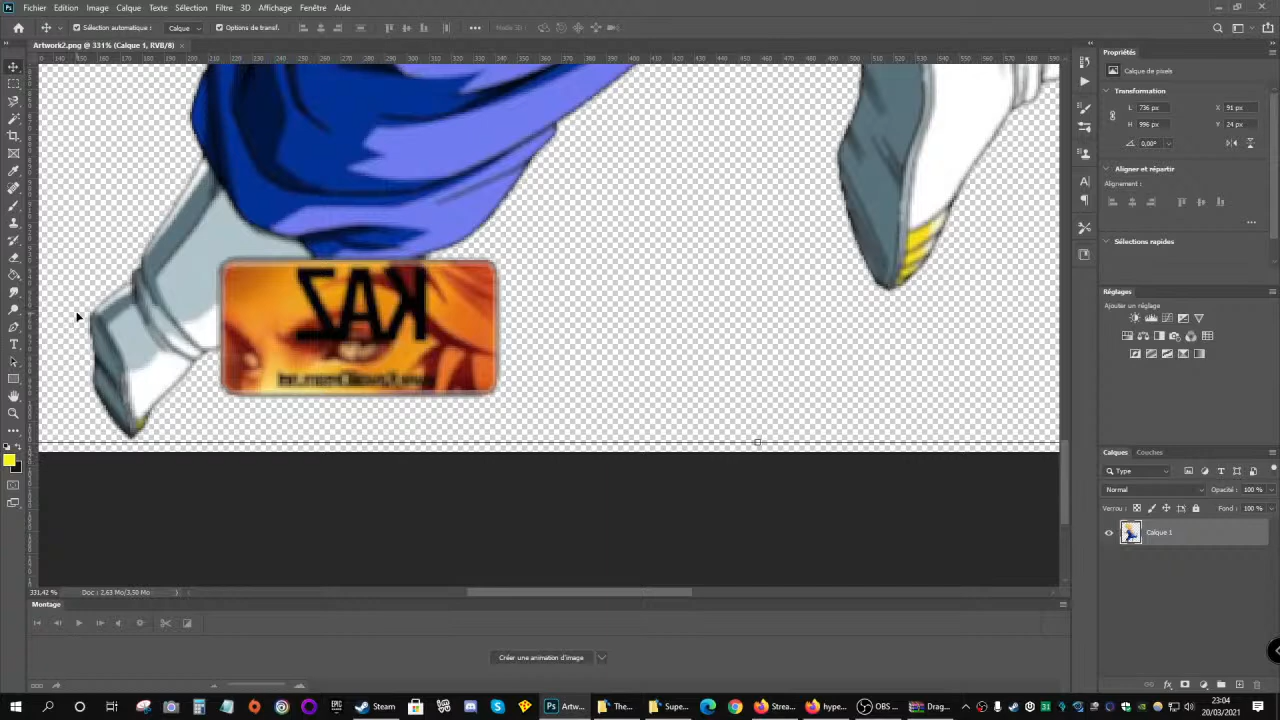 Fichier Edition Image Calque Texte Sélection Filtre 3D Affichage Fenêtre Aide
Sélection automatique : Calque Options de transf. Node3D :
Artwork2.png @ 331% (Calque 1, RVB/8)
Propriétés
Calque de pixels
Transformation
L 736 px X 91 px
H 996 px Y 24 px
0,00°
Aligner et répartir
Alignement :
Sélections rapides
Réglages
Ajouter un réglage
Calques Couches
Type
Normal Opacité : 100 %
Verrou : Fond : 100 %
Calque 1
KAZ
331,42 % Doc : 2,63 Mo/3,50 Mo
Montage
Créer une animation d'image
Steam Artw... The... Supe... Strea... hype... OBS ... Drag...
23:04
20/03/2021